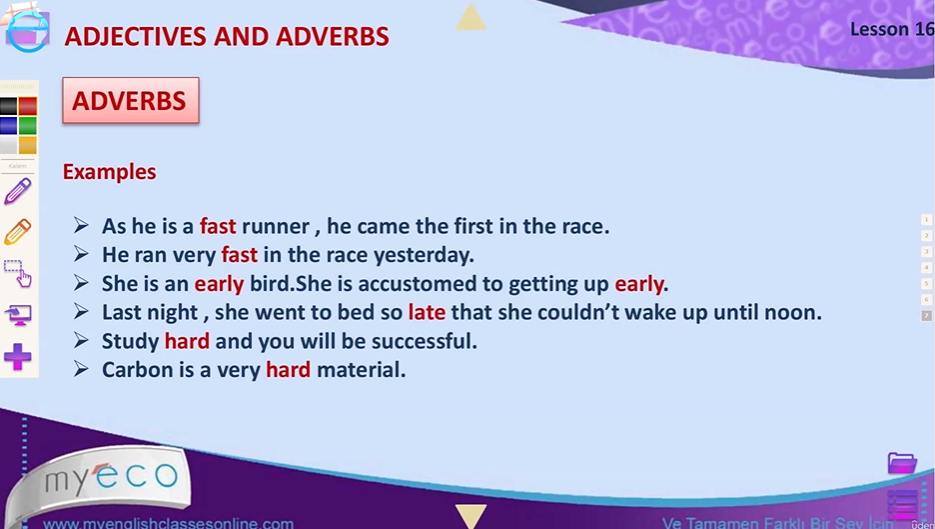 ADJECTIVES AND ADVERBS
Lesson 16
ADVERBS
Kalem
Examples
➢ As he is a fast runner , he came the first in the race.
➢ He ran very fast in the race yesterday.
➢ She is an early bird.She is accustomed to getting up early.
➢ Last night , she went to bed so late that she couldn't wake up until noon.
➢ Study hard and you will be successful.
➢ Carbon is a very hard material.
1
2
3
4
5
6
7
myeco
www.myenglishclassesonline.com
Ve Tamamen Farklı Bir Şey İçin